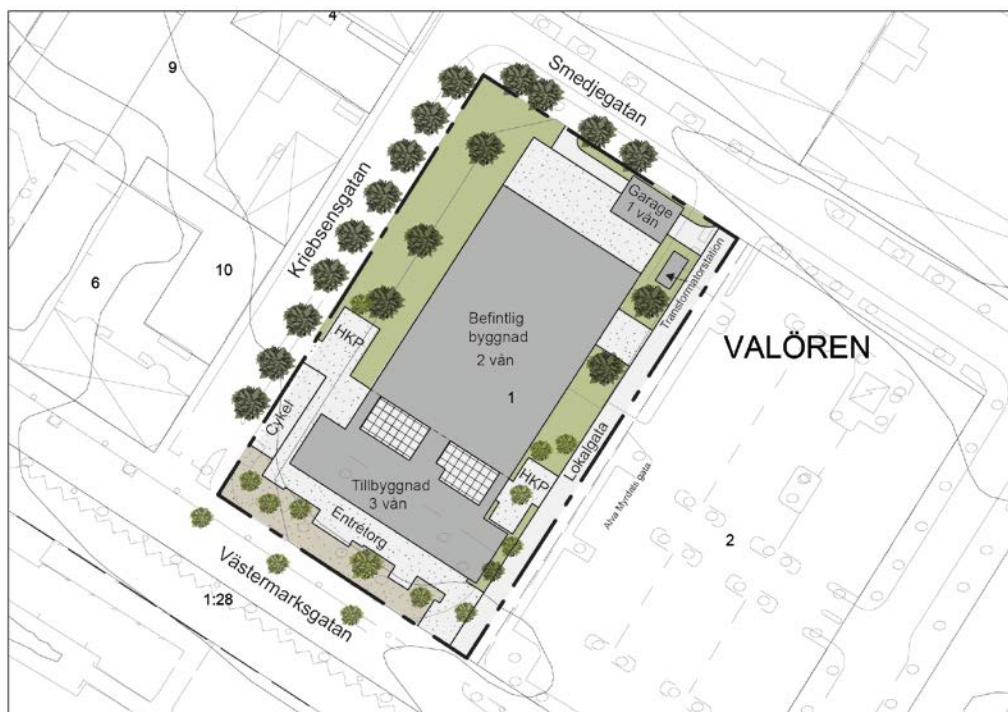 4
9
Smedjegatan
Kriebsensgatan
Garage
1 vån
10
6
Transformatorstation
HKP
Befintlig
byggnad
2 vån
1
VALÖREN
Cykel
Tillbyggnad
3 vån
HKP
Lokalgata
Alva Myrdals gata
Entrétorg
2
Västermarksgatan
1:28